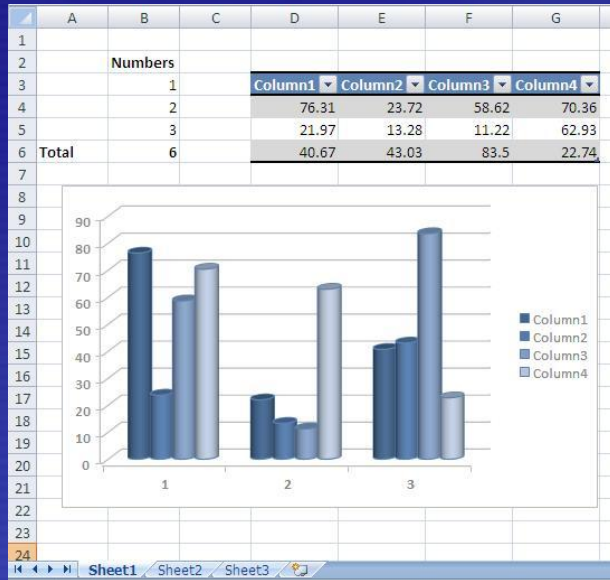 A B C D E F G
1
2 Numbers
3 1 Column1 Column2 Column3 Column4
4 2 76.31 23.72 58.62 70.36
5 3 21.97 13.28 11.22 62.93
6 Total 6 40.67 43.03 83.5 22.74
7
8
9
10
11
12
13
14
15
16
17
18
19
20
21
22
23
24
90
80
70
60
50
40
30
20
10
0
1 2 3
Column1
Column2
Column3
Column4
Sheet1 Sheet2 Sheet3